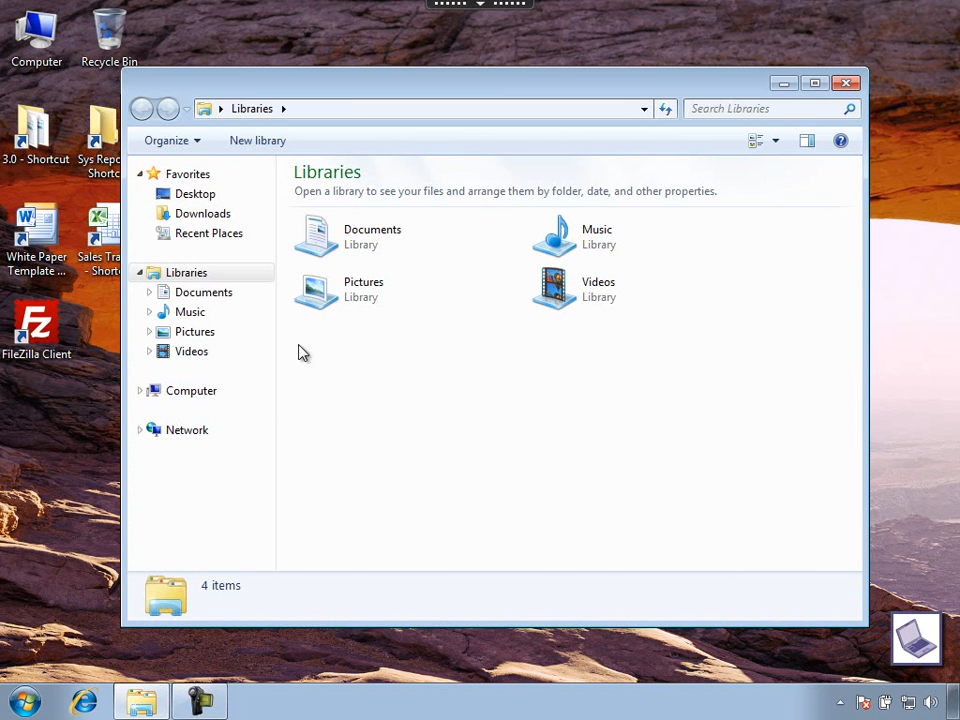 Computer
Recycle Bin
3.0 - Shortcut
Sys Repo
Shortc
White Paper
Template ...
Sales Tra
- Shorto
Fz
FileZilla Client
Libraries
Search Libraries
Organize
New library
Favorites
Desktop
Downloads
Recent Places
Libraries
Documents
Music
Pictures
Videos
Computer
Network
Libraries
Open a library to see your files and arrange them by folder, date, and other properties.
Documents
Library
Music
Library
Pictures
Library
Videos
Library
4 items